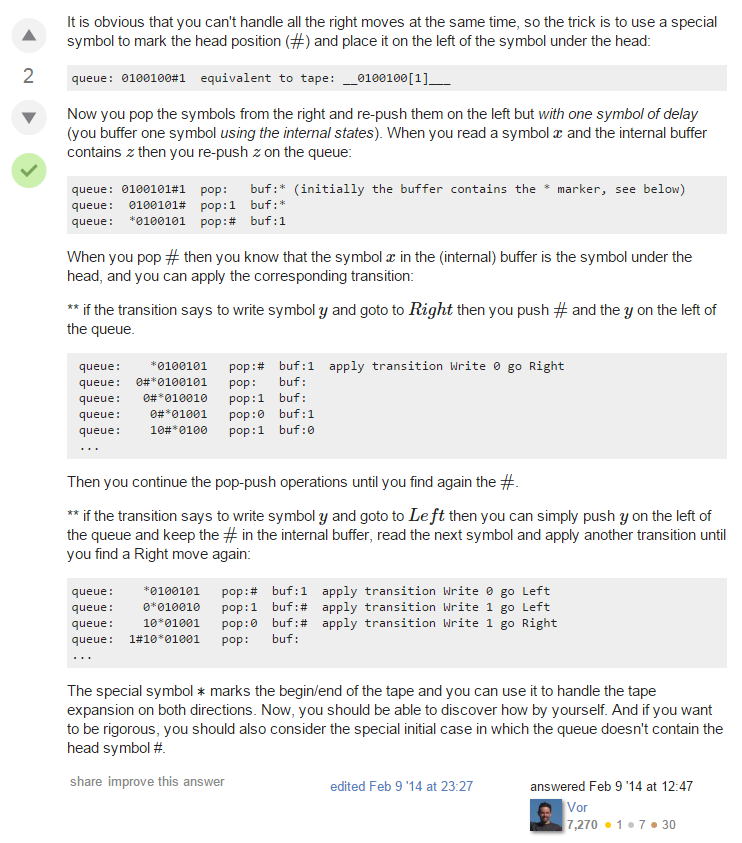 It is obvious that you can't handle all the right moves at the same time, so the trick is to use a special
symbol to mark the head position (#) and place it on the left of the symbol under the head:
2
queue: 0100100#1  equivalent to tape: __0100100[1]___
Now you pop the symbols from the right and re-push them on the left but with one symbol of delay
(you buffer one symbol using the internal states). When you read a symbol x and the internal buffer
contains z then you re-push z on the queue:
queue: 0100101#1  pop:   buf:* (initially the buffer contains the * marker, see below)
queue:  0100101#  pop:1  buf:*
queue:  *0100101  pop:#  buf:1
When you pop # then you know that the symbol x in the (internal) buffer is the symbol under the
head, and you can apply the corresponding transition:
** if the transition says to write symbol y and goto to Right then you push # and the y on the left of
the queue.
queue:    *0100101   pop:#  buf:1  apply transition Write 0 go Right
queue:  0#*0100101   pop:   buf:
queue:   0#*010010   pop:1  buf:
queue:    0#*01001   pop:0  buf:1
queue:    10#*0100   pop:1  buf:0
...
Then you continue the pop-push operations until you find again the #.
** if the transition says to write symbol y and goto to Left then you can simply push y on the left of
the queue and keep the # in the internal buffer, read the next symbol and apply another transition until
you find a Right move again:
queue:    *0100101   pop:#  buf:1  apply transition Write 0 go Left
queue:    0*010010   pop:1  buf:#  apply transition Write 1 go Left
queue:    10*01001   pop:0  buf:#  apply transition Write 1 go Right
queue:  1#10*01001   pop:   buf:
...
The special symbol * marks the begin/end of the tape and you can use it to handle the tape
expansion on both directions. Now, you should be able to discover how by yourself. And if you want
to be rigorous, you should also consider the special initial case in which the queue doesn't contain the
head symbol #.
share improve this answer
edited Feb 9 '14 at 23:27
answered Feb 9 '14 at 12:47
Vor
7,270 ● 1 ● 7 ● 30